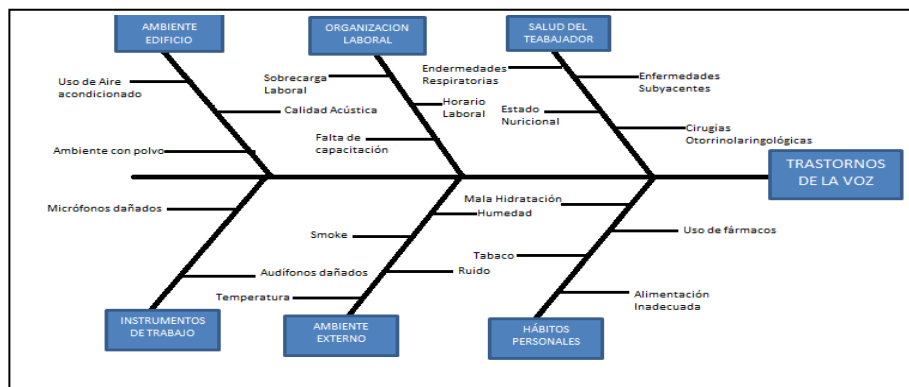 AMBIENTE
EDIFICIO
ORGANIZACION
LABORAL
SALUD DEL
TEABAJADOR
Uso de Aire
acondicionado
Calidad Acústica
Ambiente con polvo
Sobrecarga
Laboral
Horario
Laboral
Falta de
capacitación
Endermedades
Respiratorias
Enfermedades
Subyacentes
Estado
Nuricional
Cirugías
Otorrinolaringológicas
TRASTORNOS
DE LA VOZ
Micrófonos dañados
Audífonos dañados
Smoke
Temperatura
Humedad
Ruido
Mala Hidratación
Tabaco
Uso de fármacos
Alimentación
Inadecuada
INSTRUMENTOS
DE TRABAJO
AMBIENTE
EXTERNO
HÁBITOS
PERSONALES